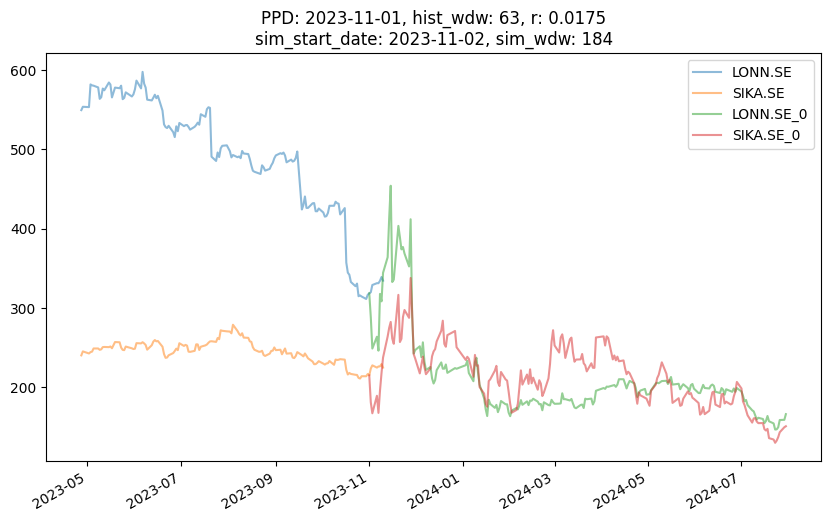 PPD: 2023-11-01, hist_wdw: 63, r: 0.0175
sim_start_date: 2023-11-02, sim_wdw: 184
LONN.SE
SIKA.SE
LONN.SE_0
SIKA.SE_0
600
500
400
300
200
2023-05
2023-07
2023-09
2023-11
2024-01
2024-03
2024-05
2024-07